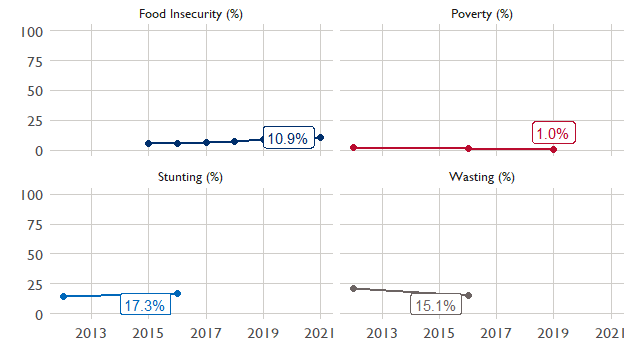 Food Insecurity (%)
Poverty (%)
100
75
50
25
0
10.9%
1.0%
Stunting (%)
Wasting (%)
100
75
50
25
0
17.3%
15.1%
2013 2015 2017 2019 2021
2013 2015 2017 2019 2021